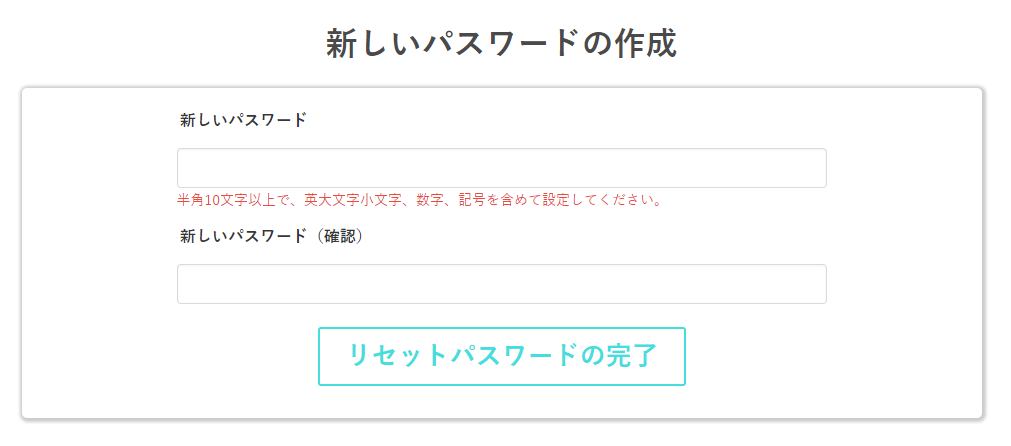 新しいパスワードの作成
新しいパスワード
半角10文字以上で、英大文字小文字、数字、記号を含めて設定してください。
新しいパスワード（確認）
リセットパスワードの完了